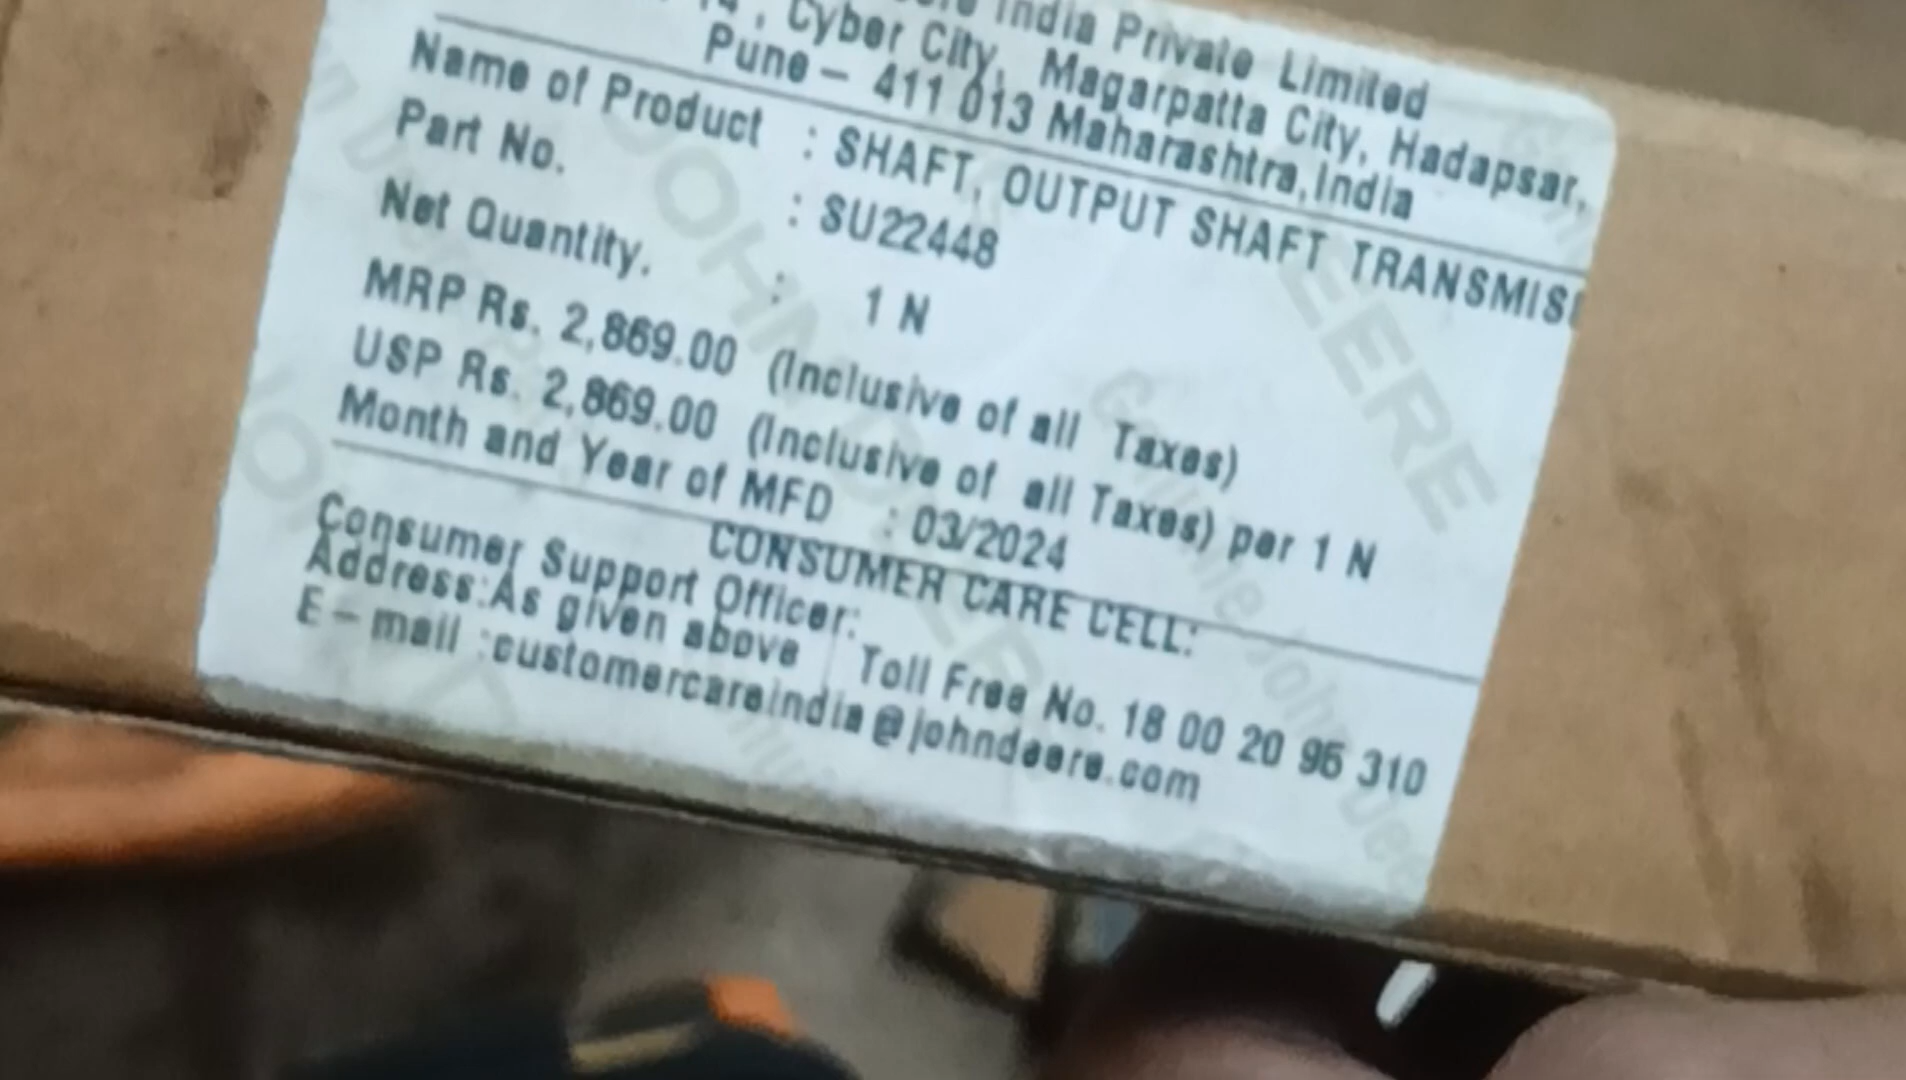 India Private Limited
Cyber City, Magarpatta City, Hadapsar,
Pune - 411 013 Maharashtra,India
Name of Product : SHAFT, OUTPUT SHAFT TRANSMIS
Part No. : SU22448
Net Quantity. : 1 N
MRP Rs. 2,869.00 (Inclusive of all Taxes)
USP Rs. 2,869.00 (Inclusive of all Taxes) per 1 N
Month and Year of MFD : 03/2024
CONSUMER CARE CELL:
Consumer Support Officer:
Address:As given above Toll Free No. 18 00 20 95 310
E-mail :customercareindia@johndeere.com